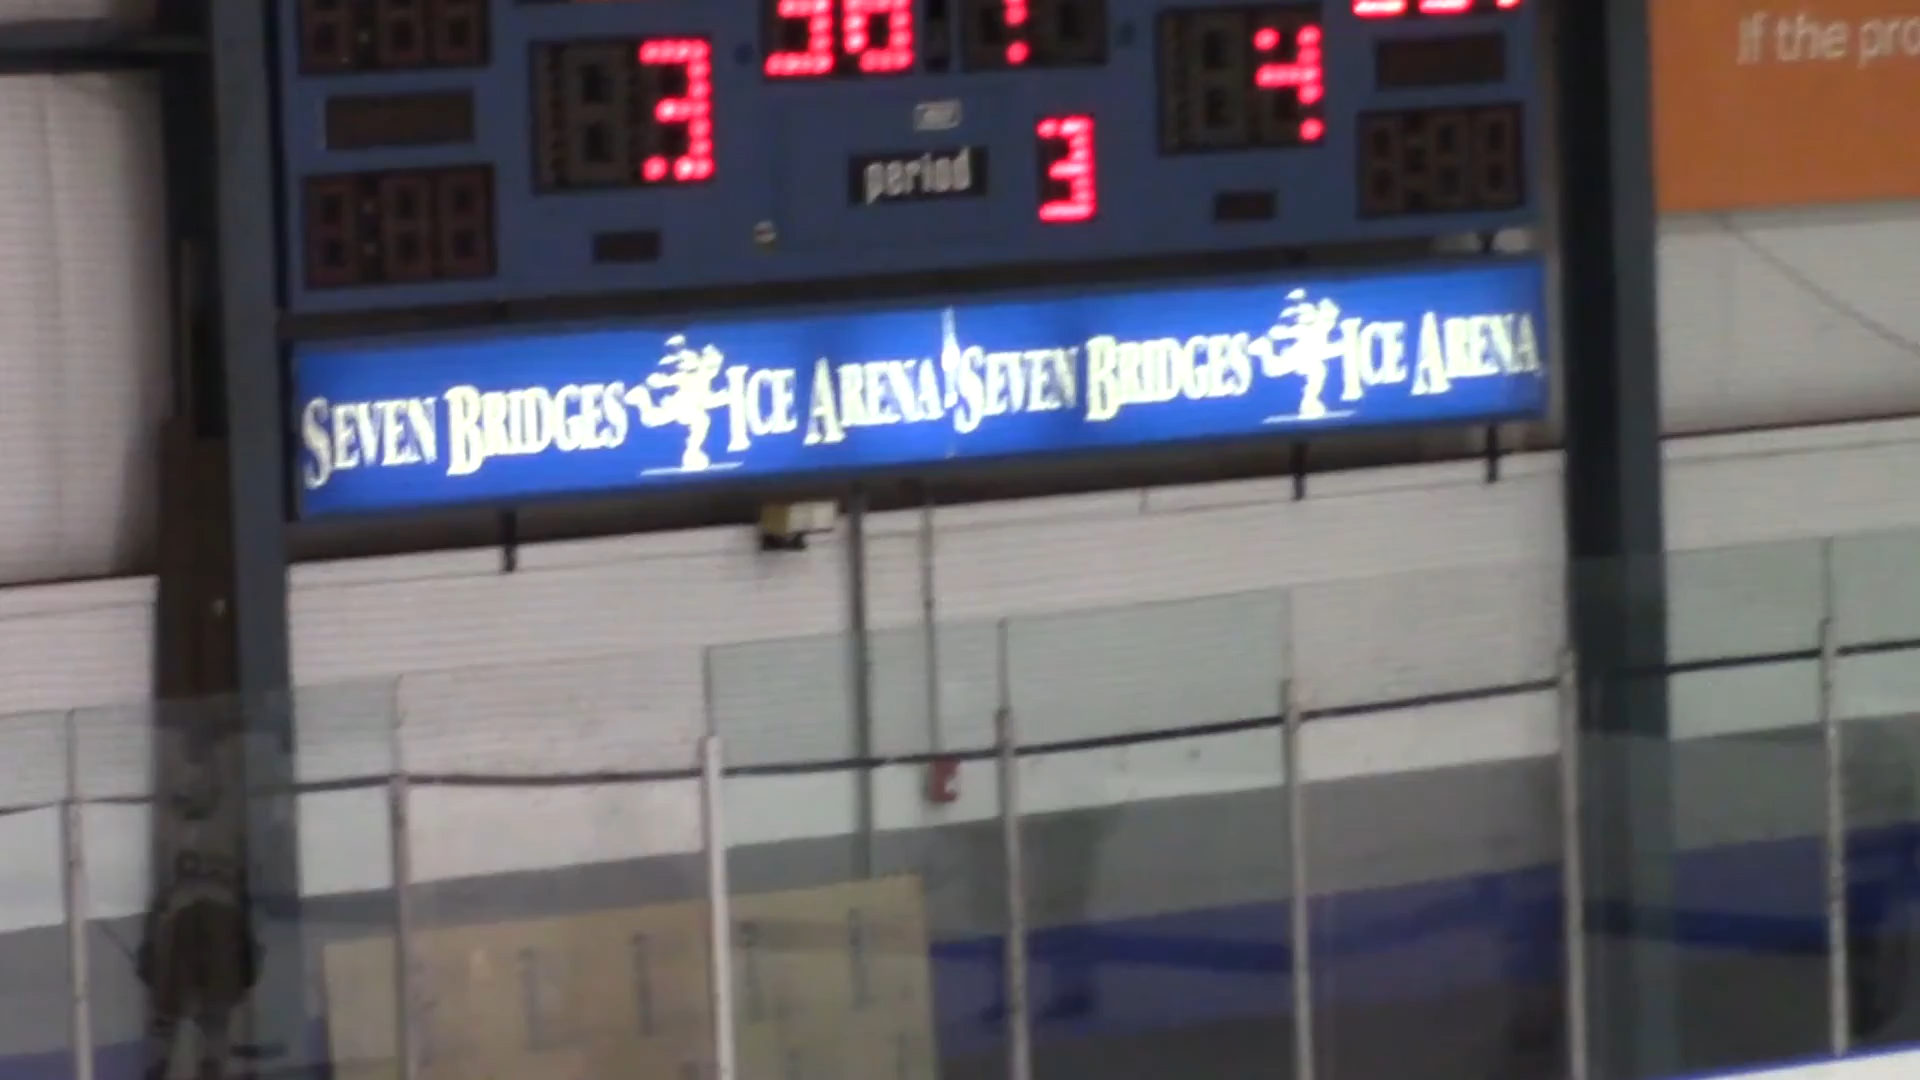 If the pro
3
4
period 3
SEVEN BRIDGES ICE ARENA SEVEN BRIDGES ICE ARENA